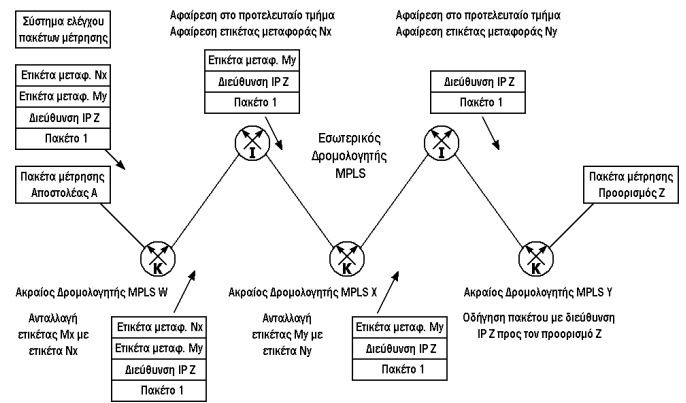 Σύστημα ελέγχου
πακέτων μέτρησης
Αφαίρεση στο προτελευταίο τμήμα
Αφαίρεση ετικέτας μεταφοράς Nx
Αφαίρεση στο προτελευταίο τμήμα
Αφαίρεση ετικέτας μεταφοράς Ny
Ετικέτα μεταφ. Nx
Ετικέτα μεταφ. My
Διεύθυνση IP Z
Πακέτο 1
Ετικέτα μεταφ. My
Διεύθυνση IP Z
Πακέτο 1
Διεύθυνση IP Z
Πακέτο 1
I
Εσωτερικός
Δρομολογητής
MPLS
I
Πακέτα μέτρησης
Αποστολέας A
Πακέτα μέτρησης
Προορισμός Z
K
K
K
Ακραίος Δρομολογητής MPLS W
Ακραίος Δρομολογητής MPLS X
Ακραίος Δρομολογητής MPLS Y
Ανταλλαγή
ετικέτας Mx με
ετικέτα Nx
Ετικέτα μεταφ. Nx
Ετικέτα μεταφ. My
Διεύθυνση IP Z
Πακέτο 1
Ανταλλαγή
ετικέτας My με
ετικέτα Ny
Ετικέτα μεταφ. My
Διεύθυνση IP Z
Πακέτο 1
Οδήγηση πακέτου με διεύθυνση
IP Z προς τον προορισμό Z